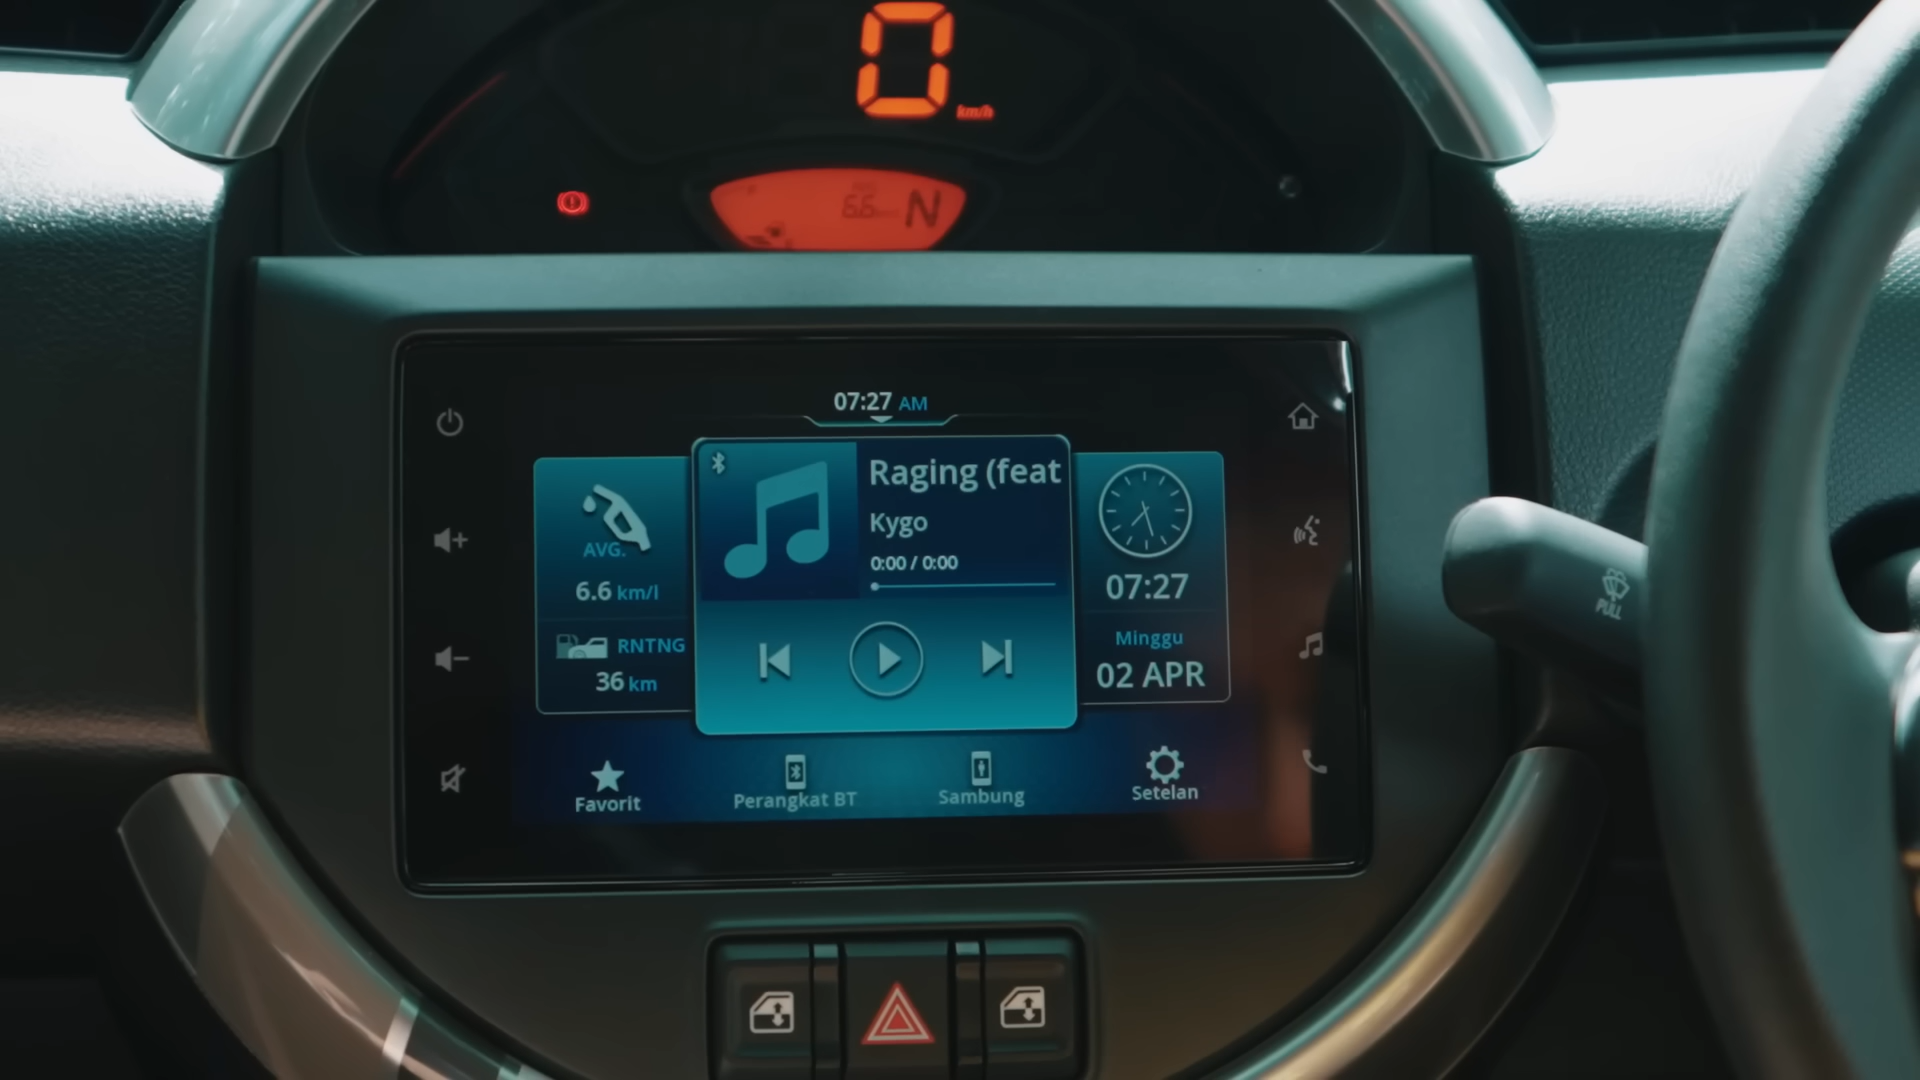 0
km/h
6.6 N
07:27 AM
Raging (feat
Kygo
0:00 / 0:00
AVG.
6.6 km/l
RNTNG
36 km
07:27
Minggu
02 APR
Favorit
Perangkat BT
Sambung
Setelan
PULL